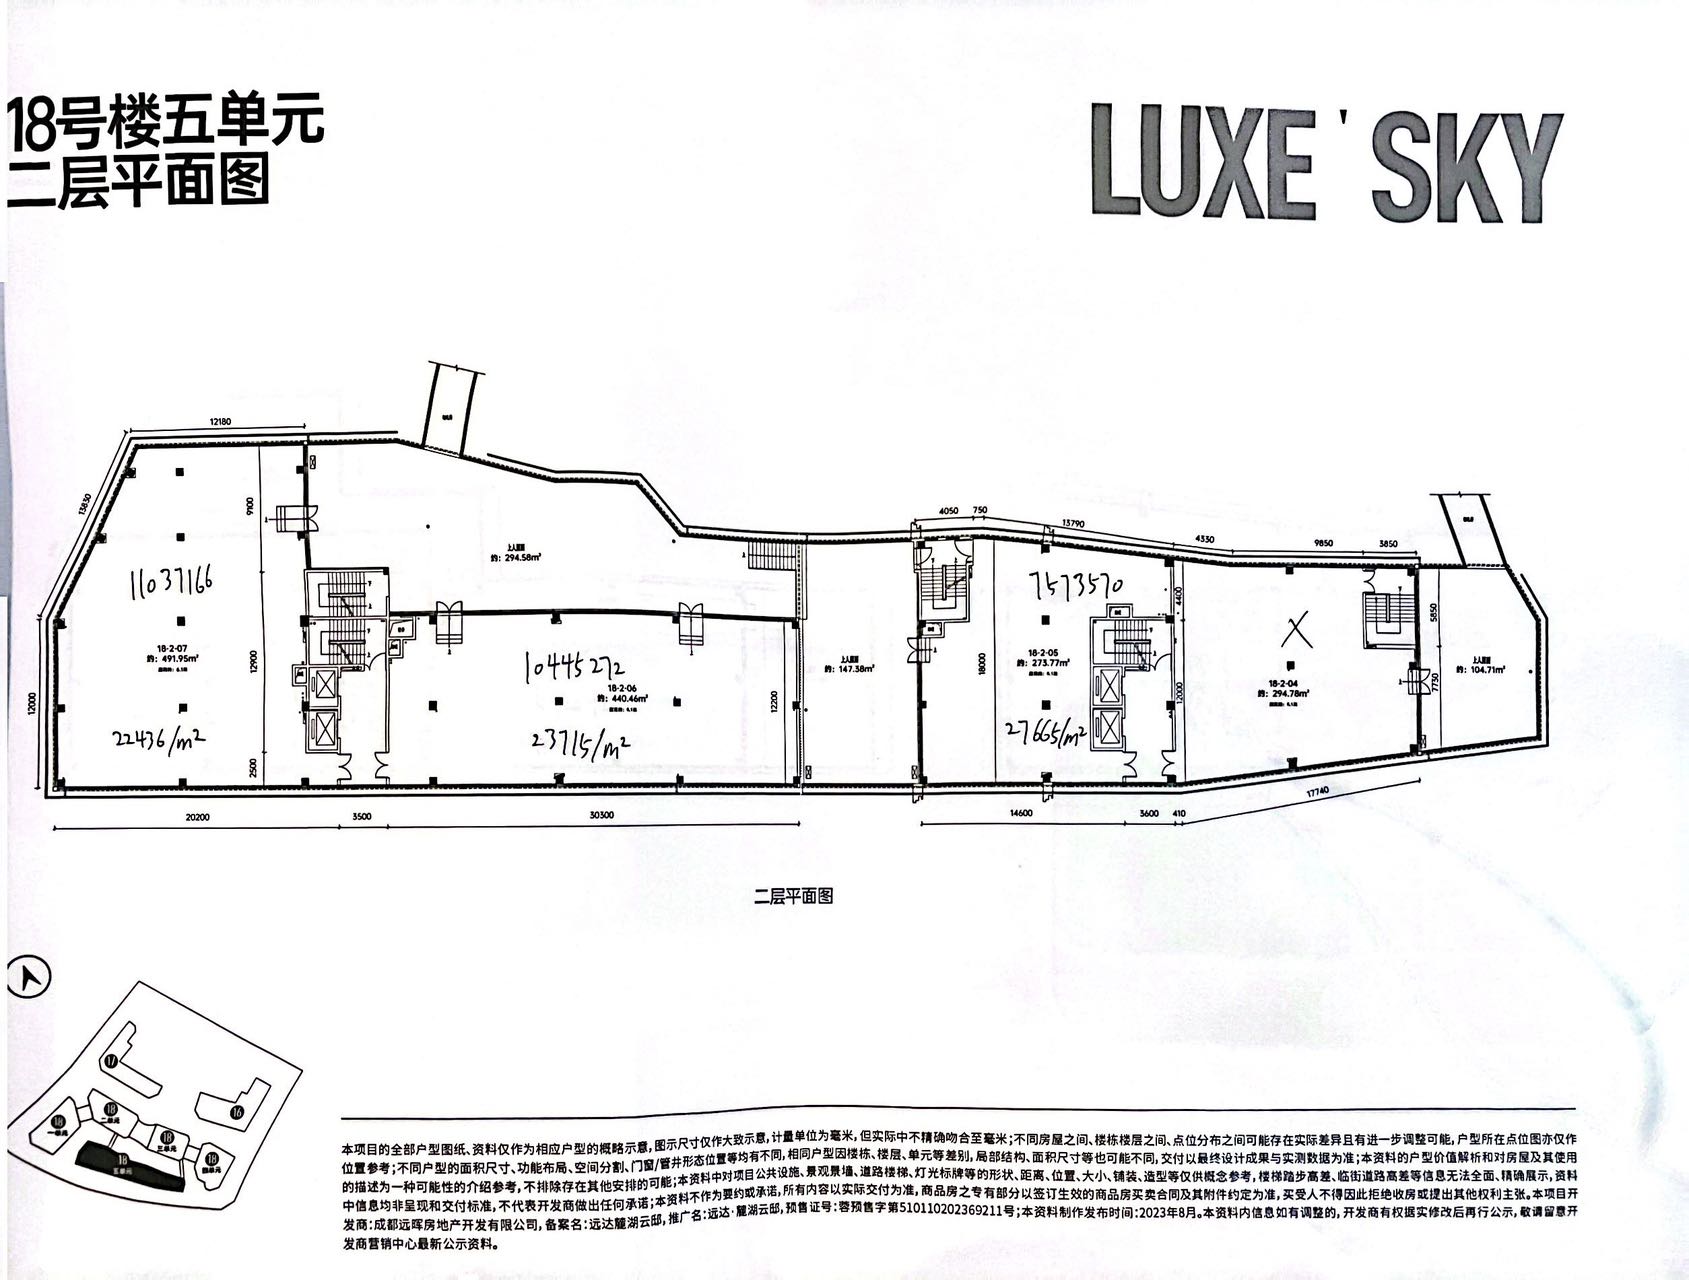 18号楼五单元
二层平面图
LUXE'SKY
12180
13830
9100
12900
2500
12000
11037166
18-2-07
约：491.95㎡
22436/m²
上人屋面
约：294.58㎡
10445272
18-2-06
约：440.46㎡
23715/m²
12200
上人屋面
约：147.38㎡
4050
750
13790
4330
9850
3850
7573570
18-2-05
约：273.77㎡
27665/m²
18000
4400
12000
X
18-2-04
约：294.78㎡
5850
7730
上人屋面
约：104.71㎡
20200
3500
30300
14600
3600
410
17740
二层平面图
17
16
18
一单元
18
二单元
18
三单元
18
四单元
18
五单元
本项目的全部户型图纸、资料仅作为相应户型的概略示意，图示尺寸仅作大致示意，计量单位为毫米，但实际中不精确吻合至毫米；不同房屋之间、楼栋楼层之间、点位分布之间可能存在实际差异且有进一步调整可能，户型所在点位图亦仅作
位置参考；不同户型的面积尺寸、功能布局、空间分割、门窗/管井形态位置等均有不同，相同户型因楼栋、楼层、单元等差别，局部结构、面积尺寸等也可能不同，交付以最终设计成果与实测数据为准；本资料的户型价值解析和对房屋及其使用
的描述为一种可能性的介绍参考，不排除存在其他安排的可能；本资料中对项目公共设施、景观景墙、道路楼梯、灯光标牌等的形状、距离、位置、大小、铺装、造型等仅供概念参考，楼梯踏步高差、临街道路高差等信息无法全面、精确展示，资料
中信息均非呈现和交付标准，不代表开发商做出任何承诺；本资料不作为要约或承诺，所有内容以实际交付为准，商品房之专有部分以签订生效的商品房买卖合同及其附件约定为准，买受人不得因此拒绝收房或提出其他权利主张。本项目开
发商：成都远晖房地产开发有限公司，备案名：远达麓湖云邸，推广名：远达·麓湖云邸，预售证号：蓉预售字第510110202369211号；本资料制作发布时间：2023年8月。本资料内信息如有调整的，开发商有权据实修改后再行公示，敬请留意开
发商营销中心最新公示资料。